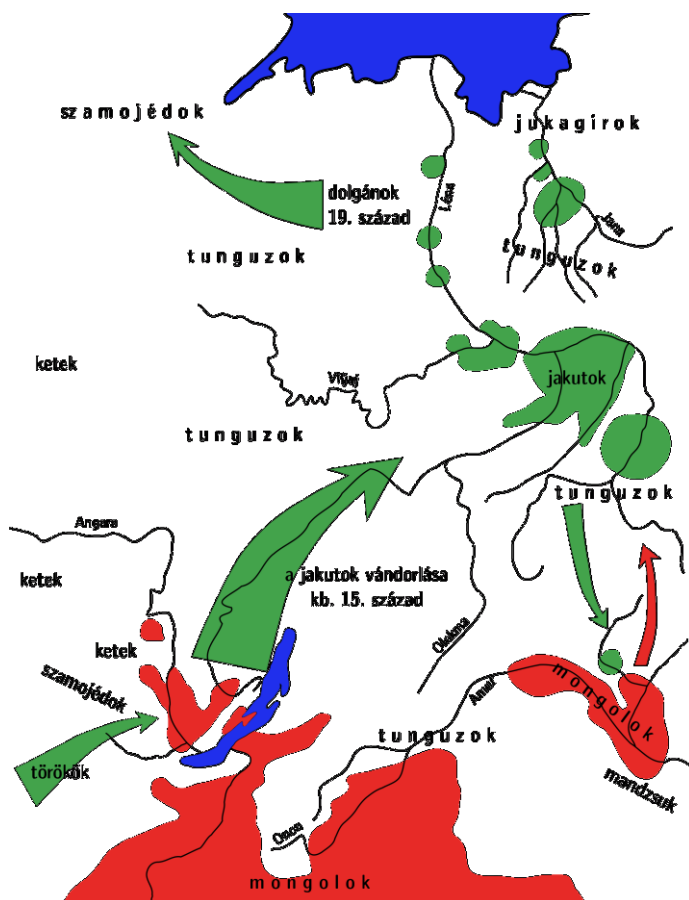 szamojédok
jukagirok
dolgánok
19. század
Léna
Jana
tunguzok
tunguzok
ketek
Viljuj
jakutok
tunguzok
tunguzok
Angara
ketek
a jakutok vándorlása
kb. 15. század
ketek
Olekma
szamojédok
Amur
mongolok
tunguzok
törökök
mandzsuk
Onon
mongolok